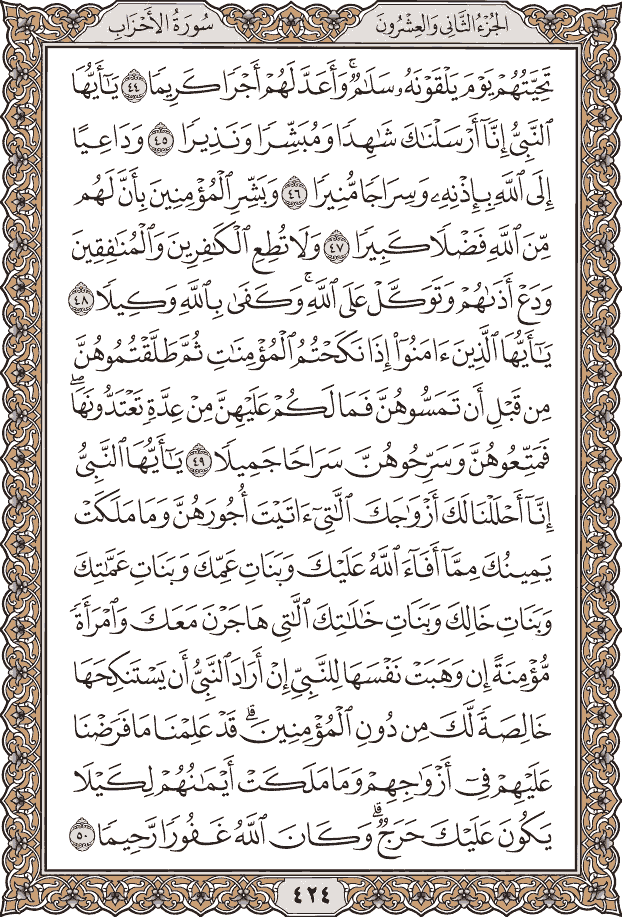 الجُزْءُ الثَّانِي وَالعِشْرُونَ سُورَةُ الأَحْزَابِ
تَحِيَّتُهُمْ يَوْمَ يَلْقَوْنَهُۥ سَلَٰمٌ ۚ وَأَعَدَّ لَهُمْ أَجْرًا كَرِيمًا ٤٤ يَٰٓأَيُّهَا
ٱلنَّبِيُّ إِنَّآ أَرْسَلْنَٰكَ شَٰهِدًا وَمُبَشِّرًا وَنَذِيرًا ٤٥ وَدَاعِيًا
إِلَى ٱللَّهِ بِإِذْنِهِۦ وَسِرَاجًا مُّنِيرًا ٤٦ وَبَشِّرِ ٱلْمُؤْمِنِينَ بِأَنَّ لَهُم
مِّنَ ٱللَّهِ فَضْلًا كَبِيرًا ٤٧ وَلَا تُطِعِ ٱلْكَٰفِرِينَ وَٱلْمُنَٰفِقِينَ
وَدَعْ أَذَىٰهُمْ وَتَوَكَّلْ عَلَى ٱللَّهِ ۚ وَكَفَىٰ بِٱللَّهِ وَكِيلًا ٤٨
يَٰٓأَيُّهَا ٱلَّذِينَ ءَامَنُوٓا۟ إِذَا نَكَحْتُمُ ٱلْمُؤْمِنَٰتِ ثُمَّ طَلَّقْتُمُوهُنَّ
مِن قَبْلِ أَن تَمَسُّوهُنَّ فَمَا لَكُمْ عَلَيْهِنَّ مِنْ عِدَّةٍ تَعْتَدُّونَهَا ۖ
فَمَتِّعُوهُنَّ وَسَرِّحُوهُنَّ سَرَاحًا جَمِيلًا ٤٩ يَٰٓأَيُّهَا ٱلنَّبِيُّ
إِنَّآ أَحْلَلْنَا لَكَ أَزْوَٰجَكَ ٱلَّٰتِىٓ ءَاتَيْتَ أُجُورَهُنَّ وَمَا مَلَكَتْ
يَمِينُكَ مِمَّآ أَفَآءَ ٱللَّهُ عَلَيْكَ وَبَنَاتِ عَمِّكَ وَبَنَاتِ عَمَّٰتِكَ
وَبَنَاتِ خَالِكَ وَبَنَاتِ خَٰلَٰتِكَ ٱلَّٰتِى هَاجَرْنَ مَعَكَ وَٱمْرَأَةً
مُّؤْمِنَةً إِن وَهَبَتْ نَفْسَهَا لِلنَّبِيِّ إِنْ أَرَادَ ٱلنَّبِيُّ أَن يَسْتَنكِحَهَا
خَالِصَةً لَّكَ مِن دُونِ ٱلْمُؤْمِنِينَ ۗ قَدْ عَلِمْنَا مَا فَرَضْنَا
عَلَيْهِمْ فِىٓ أَزْوَٰجِهِمْ وَمَا مَلَكَتْ أَيْمَٰنُهُمْ لِكَيْلَا
يَكُونَ عَلَيْكَ حَرَجٌ ۗ وَكَانَ ٱللَّهُ غَفُورًا رَّحِيمًا ٥٠
٤٢٤